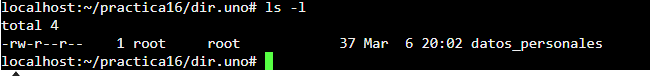 localhost:~/practica16/dir.uno# ls -l
total 4
-rw-r--r--    1 root     root            37 Mar  6 20:02 datos_personales
localhost:~/practica16/dir.uno#